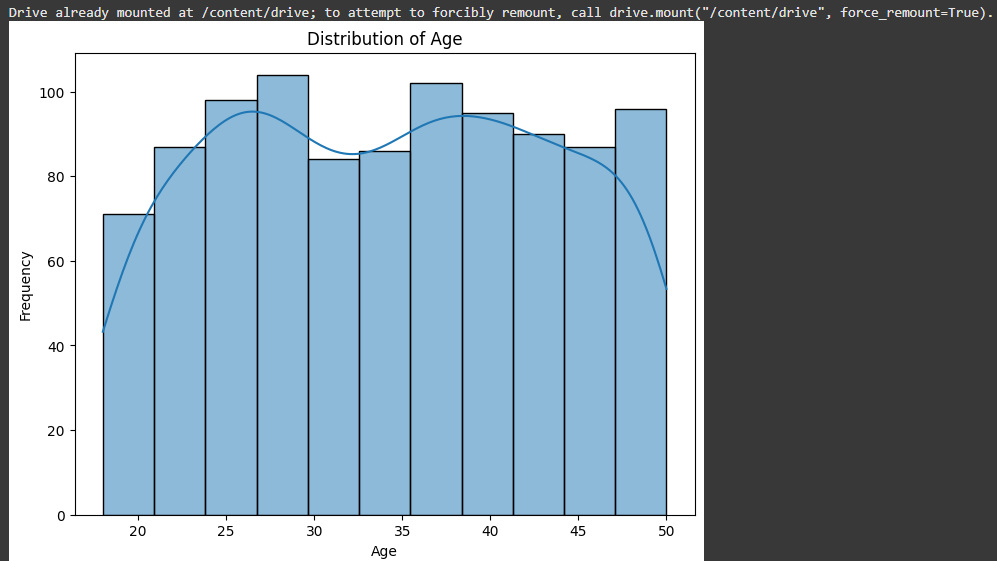 Drive already mounted at /content/drive; to attempt to forcibly remount, call drive.mount("/content/drive", force_remount=True).
Distribution of Age
100
80
60
40
20
0
Frequency
20 25 30 35 40 45 50
Age